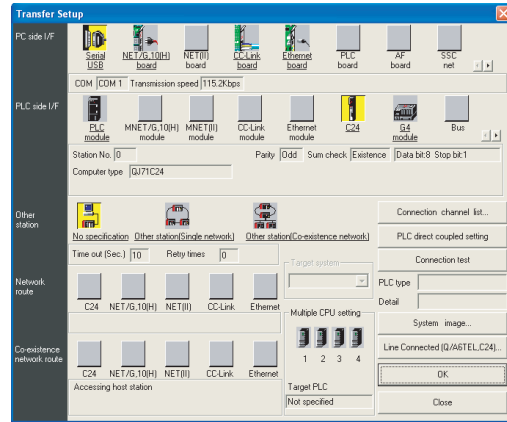 Transfer Setup
PC side I/F
Serial USB
NET/G,10(H) board
NET(II) board
CC-Link board
Ethernet board
PLC board
AF board
SSC net
COM COM 1 Transmission speed 115.2Kbps
PLC side I/F
PLC module
MNET/G,10(H) module
MNET(II) module
CC-Link module
Ethernet module
C24
G4 module
Bus
Station No. 0 Parity Odd Sum check Existence Data bit:8 Stop bit:1
Computer type QJ71C24
Other station
No specification
Other station(Single network)
Other station(Co-existence network)
Time out (Sec.) 10 Retry times 0
Target system
Connection channel list...
PLC direct coupled setting
Connection test
PLC type
Detail
System image...
Line Connected (Q/A6TEL,C24)...
OK
Close
Network route
C24 NET/G,10(H) NET(II) CC-Link Ethernet
Multiple CPU setting
1 2 3 4
Target PLC
Not specified
Co-existence network route
C24 NET/G,10(H) NET(II) CC-Link Ethernet
Accessing host station